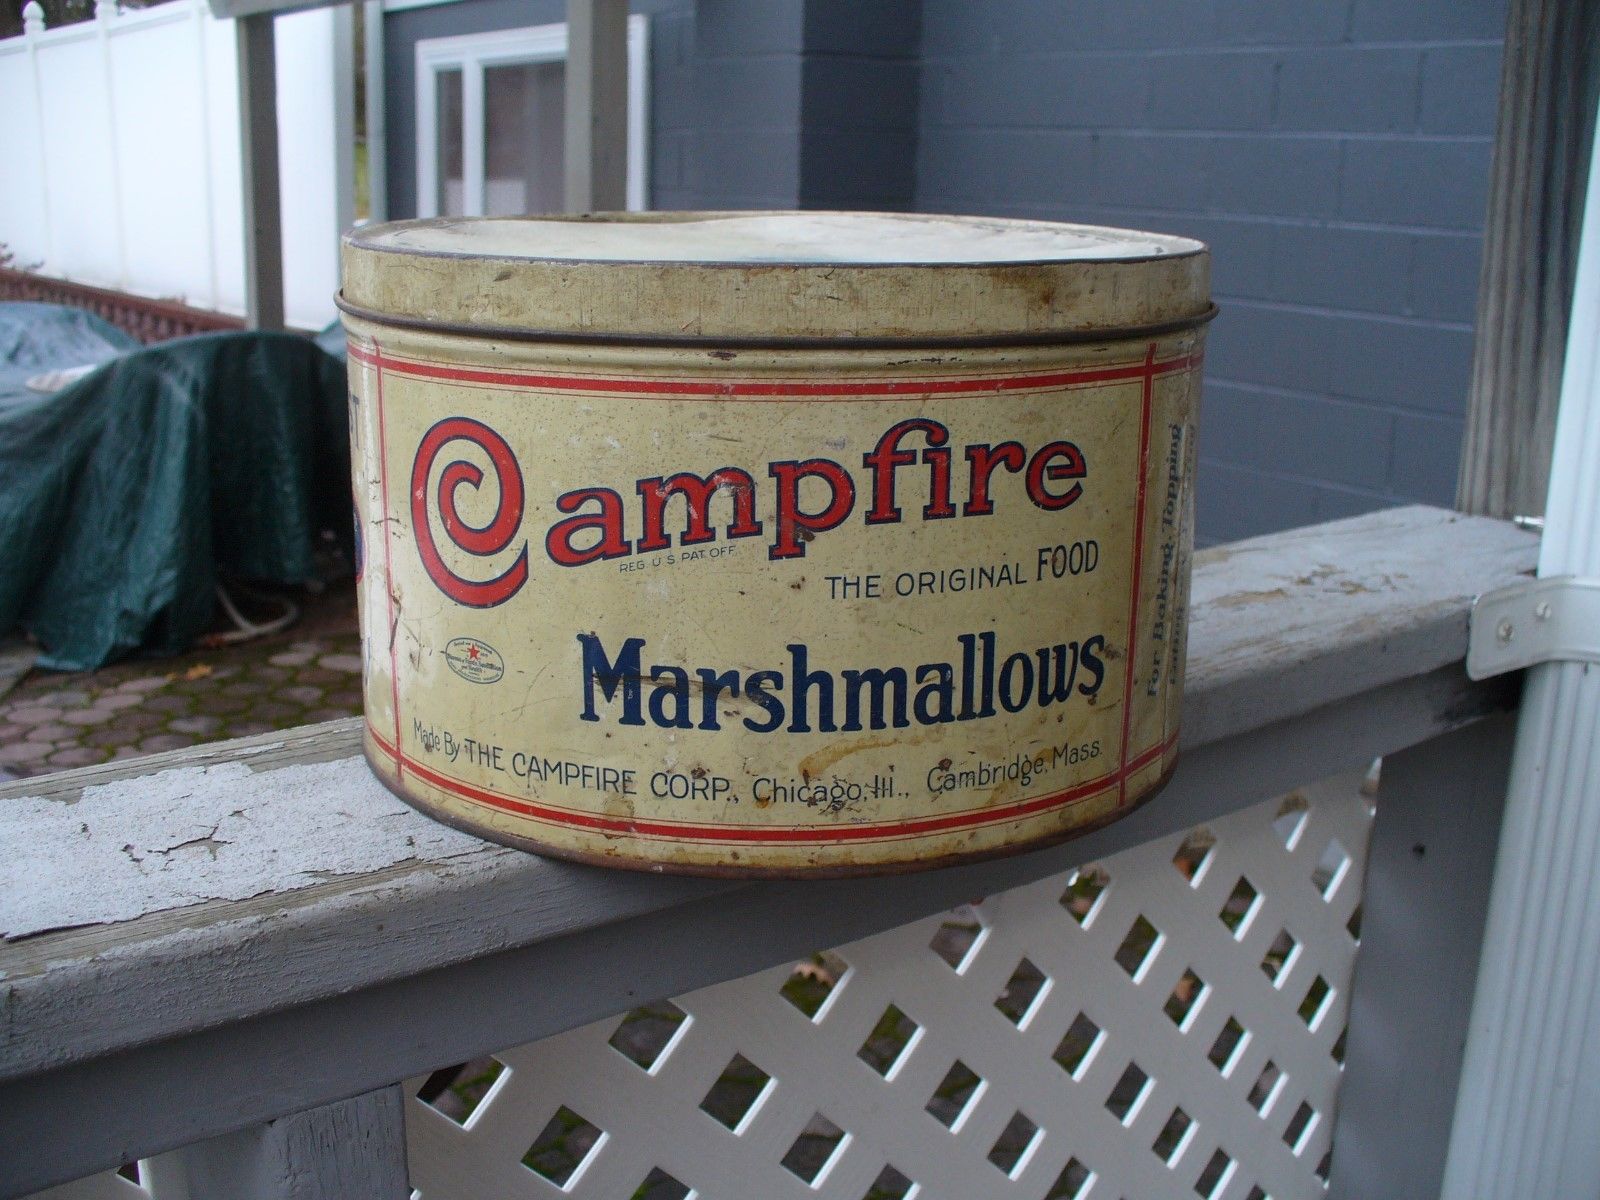 Campfire
REG. U.S. PAT. OFF.
THE ORIGINAL FOOD
Marshmallows
Made By THE CAMPFIRE CORP., Chicago, Ill., Cambridge, Mass.
For Baking, Topping